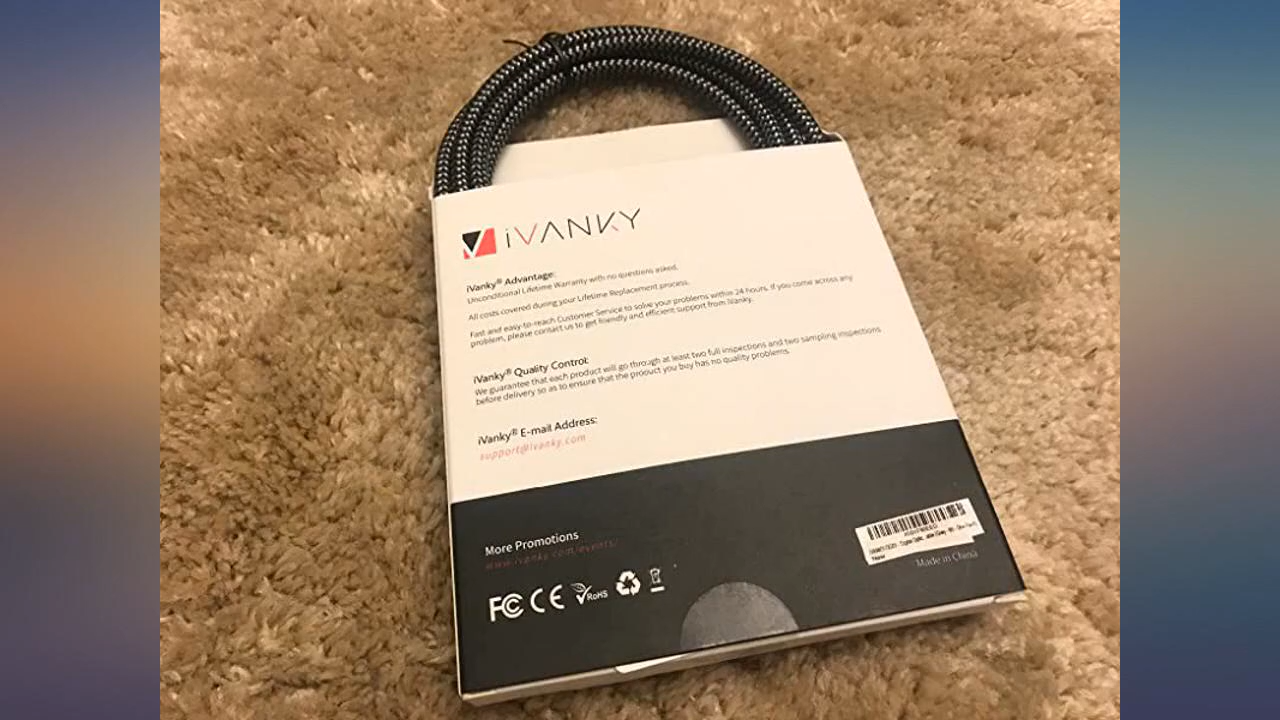 iVANKY
iVanky® Advantage:
Unconditional Lifetime Warranty with no questions asked.
All costs covered during your Lifetime Replacement process.
Fast and easy-to-reach Customer Service to solve your problems within 24 hours. If you come across any
problem, please contact us to get friendly and efficient support from iVanky.
iVanky® Quality Control:
We guarantee that each product will go through at least two full inspections and two sampling inspections
before delivery so as to ensure that the product you buy has no quality problems.
iVanky® E-mail Address:
support@ivanky.com
More Promotions
www.ivanky.com/events/
Made in China
FC CE RoHS